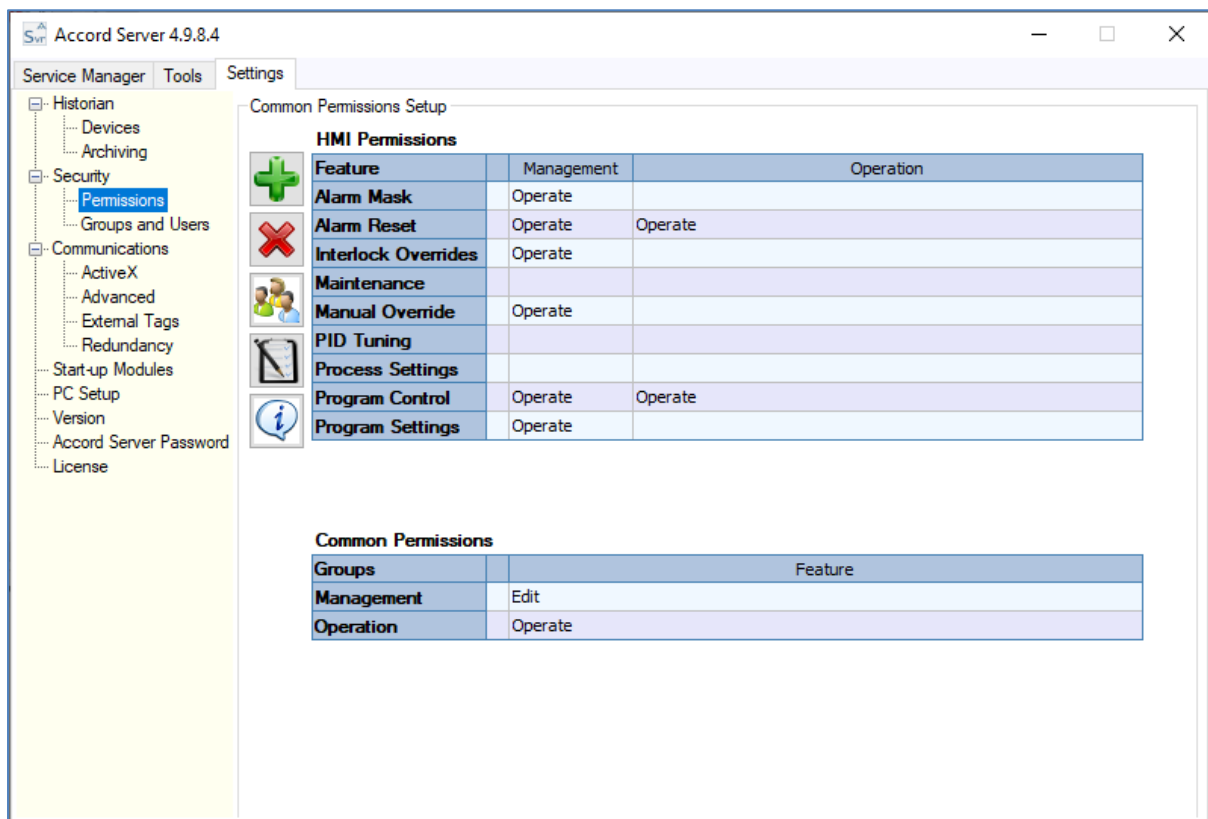 Accord Server 4.9.8.4
Service Manager Tools Settings
Historian
Devices
Archiving
Security
Permissions
Groups and Users
Communications
ActiveX
Advanced
External Tags
Redundancy
Start-up Modules
PC Setup
Version
Accord Server Password
License
Common Permissions Setup
HMI Permissions
Feature Management Operation
Alarm Mask Operate
Alarm Reset Operate Operate
Interlock Overrides Operate
Maintenance
Manual Override Operate
PID Tuning
Process Settings
Program Control Operate Operate
Program Settings Operate
Common Permissions
Groups Feature
Management Edit
Operation Operate